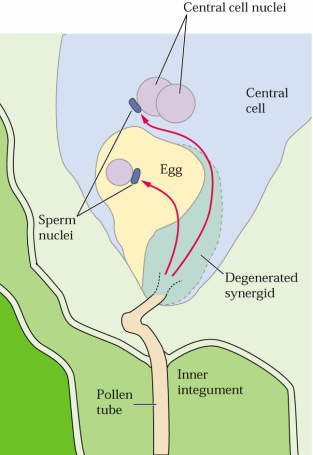 Central cell nuclei
Central
cell
Egg
Sperm
nuclei
Degenerated
synergid
Inner
integument
Pollen
tube